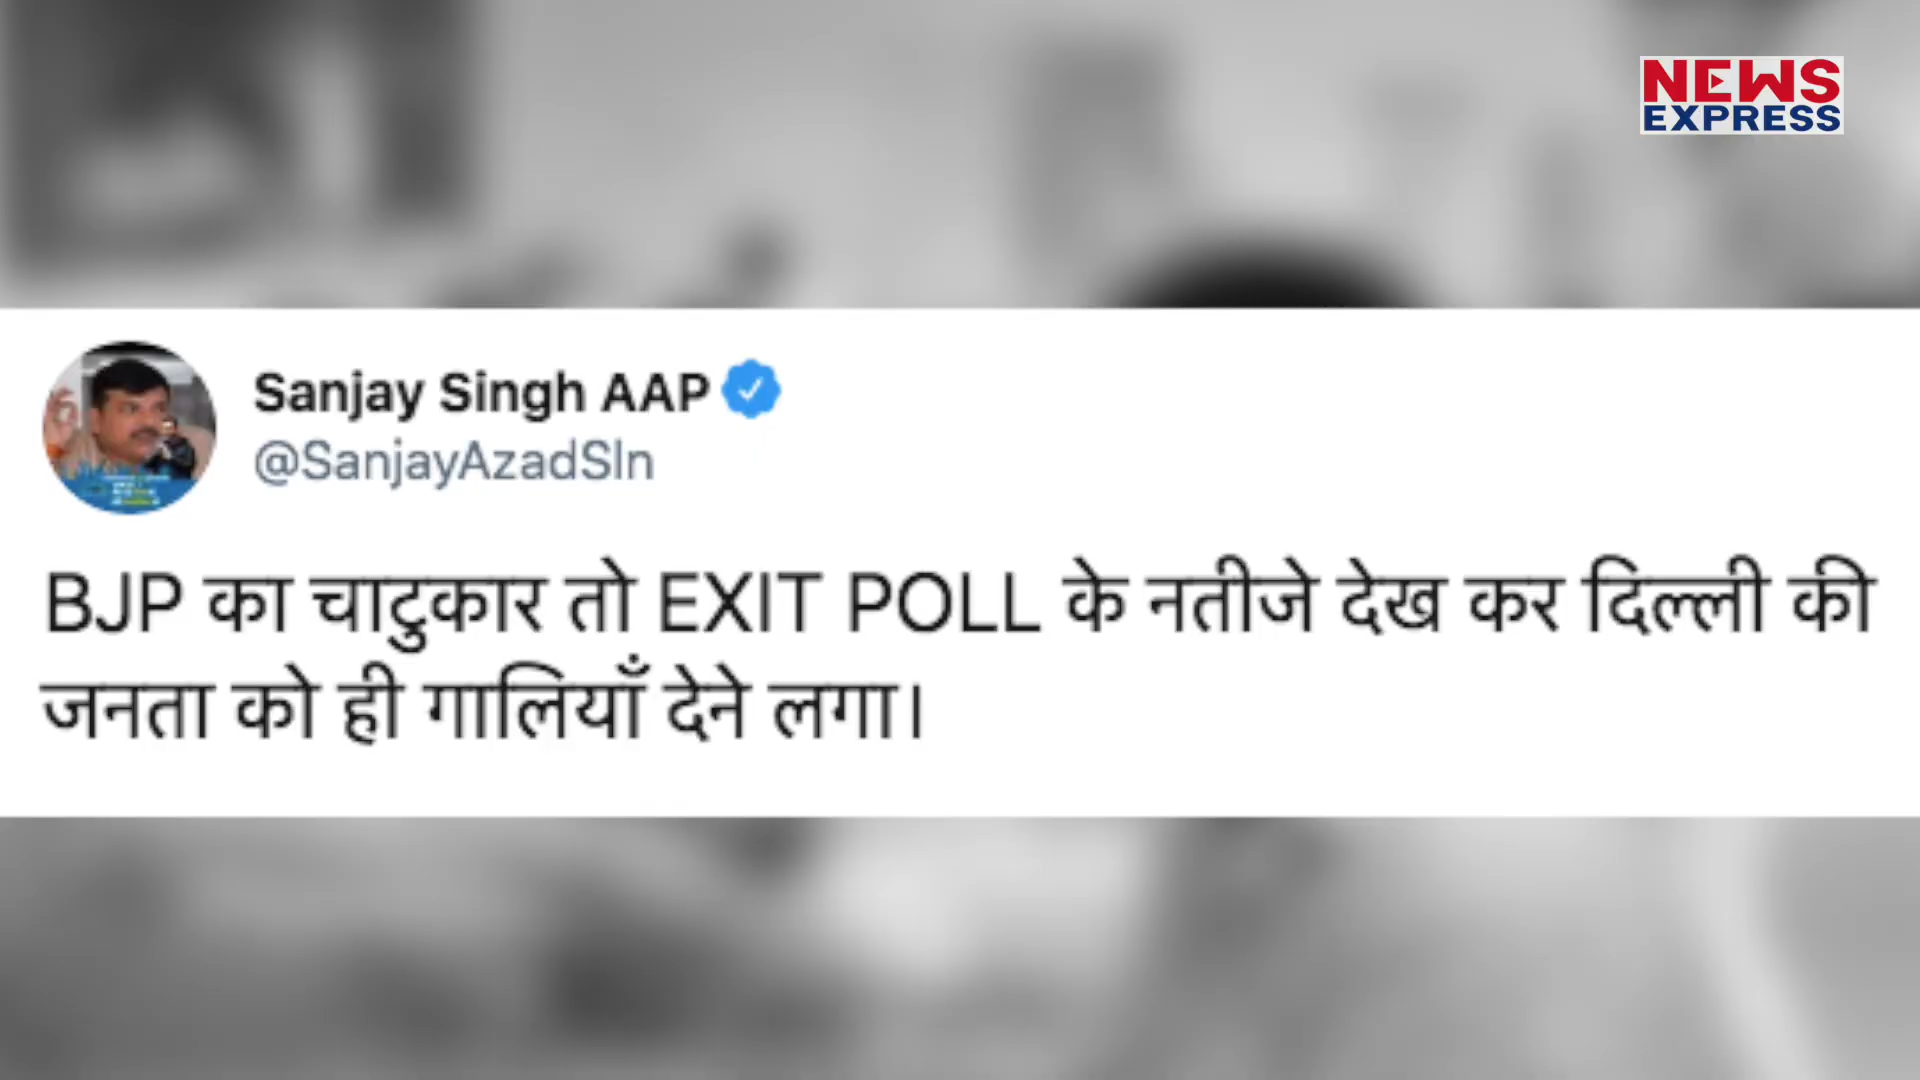 NEWS
EXPRESS
Sanjay Singh AAP
@SanjayAzadSln
BJP का चाटुकार तो EXIT POLL के नतीजे देख कर दिल्ली की
जनता को ही गालियाँ देने लगा।